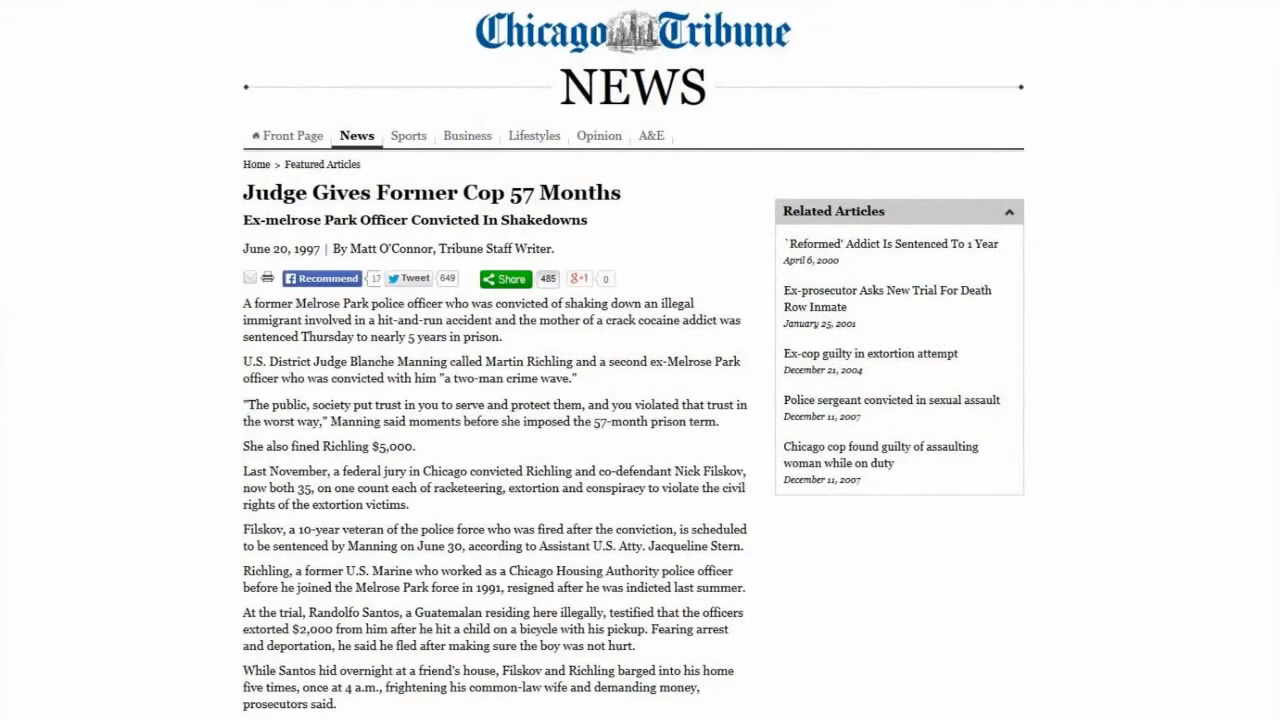 Chicago Tribune
NEWS
Front Page News Sports Business Lifestyles Opinion A&E
Home > Featured Articles
Judge Gives Former Cop 57 Months
Ex-melrose Park Officer Convicted In Shakedowns
June 20, 1997 | By Matt O'Connor, Tribune Staff Writer.
Recommend 17 Tweet 649 Share 485 g+1 0
A former Melrose Park police officer who was convicted of shaking down an illegal
immigrant involved in a hit-and-run accident and the mother of a crack cocaine addict was
sentenced Thursday to nearly 5 years in prison.
U.S. District Judge Blanche Manning called Martin Richling and a second ex-Melrose Park
officer who was convicted with him "a two-man crime wave."
"The public, society put trust in you to serve and protect them, and you violated that trust in
the worst way," Manning said moments before she imposed the 57-month prison term.
She also fined Richling $5,000.
Last November, a federal jury in Chicago convicted Richling and co-defendant Nick Filskov,
now both 35, on one count each of racketeering, extortion and conspiracy to violate the civil
rights of the extortion victims.
Filskov, a 10-year veteran of the police force who was fired after the conviction, is scheduled
to be sentenced by Manning on June 30, according to Assistant U.S. Atty. Jacqueline Stern.
Richling, a former U.S. Marine who worked as a Chicago Housing Authority police officer
before he joined the Melrose Park force in 1991, resigned after he was indicted last summer.
At the trial, Randolfo Santos, a Guatemalan residing here illegally, testified that the officers
extorted $2,000 from him after he hit a child on a bicycle with his pickup. Fearing arrest
and deportation, he said he fled after making sure the boy was not hurt.
While Santos hid overnight at a friend's house, Filskov and Richling barged into his home
five times, once at 4 a.m., frightening his common-law wife and demanding money,
prosecutors said.
Related Articles
`Reformed' Addict Is Sentenced To 1 Year
April 6, 2000
Ex-prosecutor Asks New Trial For Death
Row Inmate
January 25, 2001
Ex-cop guilty in extortion attempt
December 21, 2004
Police sergeant convicted in sexual assault
December 11, 2007
Chicago cop found guilty of assaulting
woman while on duty
December 11, 2007